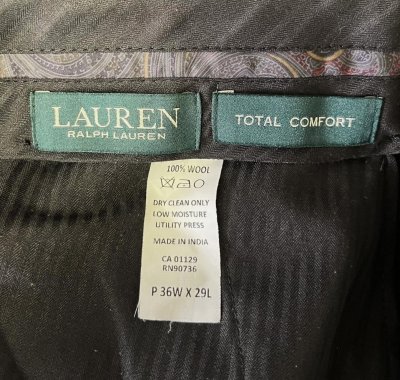 LAUREN
RALPH LAUREN
TOTAL COMFORT
100% WOOL
DRY CLEAN ONLY
LOW MOISTURE
UTILITY PRESS
MADE IN INDIA
CA 01129
RN90736
P 36W X 29L